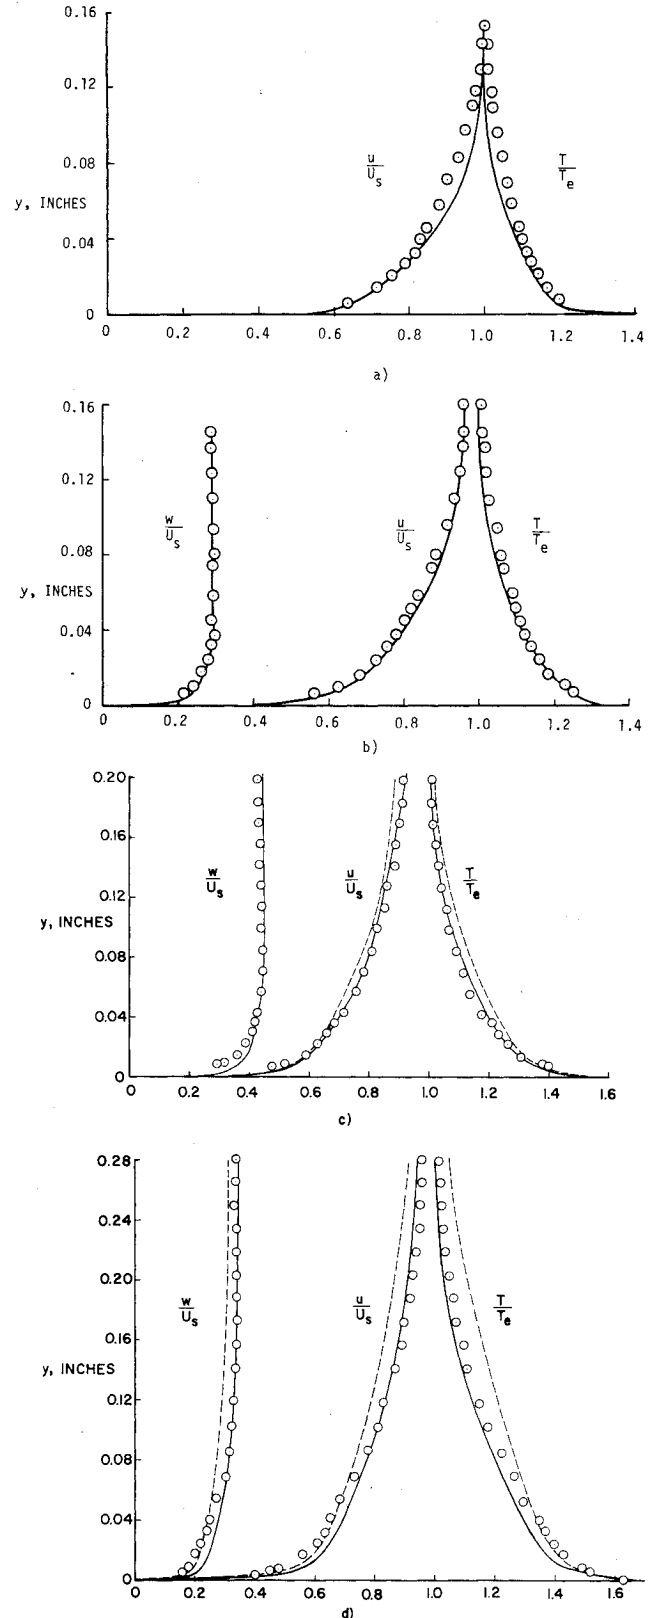 0.16
0.12
u
U_s
T
T_e
0.08
y, INCHES
0.04
0
0 0.2 0.4 0.6 0.8 1.0 1.2 1.4
a)
0.16
0.12
w
U_s
u
U_s
T
T_e
0.08
y, INCHES
0.04
0
0 0.2 0.4 0.6 0.8 1.0 1.2 1.4
b)
0.20
0.16
w
U_s
u
U_s
T
T_e
0.12
y, INCHES
0.08
0.04
0
0 0.2 0.4 0.6 0.8 1.0 1.2 1.4 1.6
c)
0.28
0.24
0.20
w
U_s
u
U_s
T
T_e
0.16
y, INCHES
0.12
0.08
0.04
0
0 0.2 0.4 0.6 0.8 1.0 1.2 1.4 1.6
d)